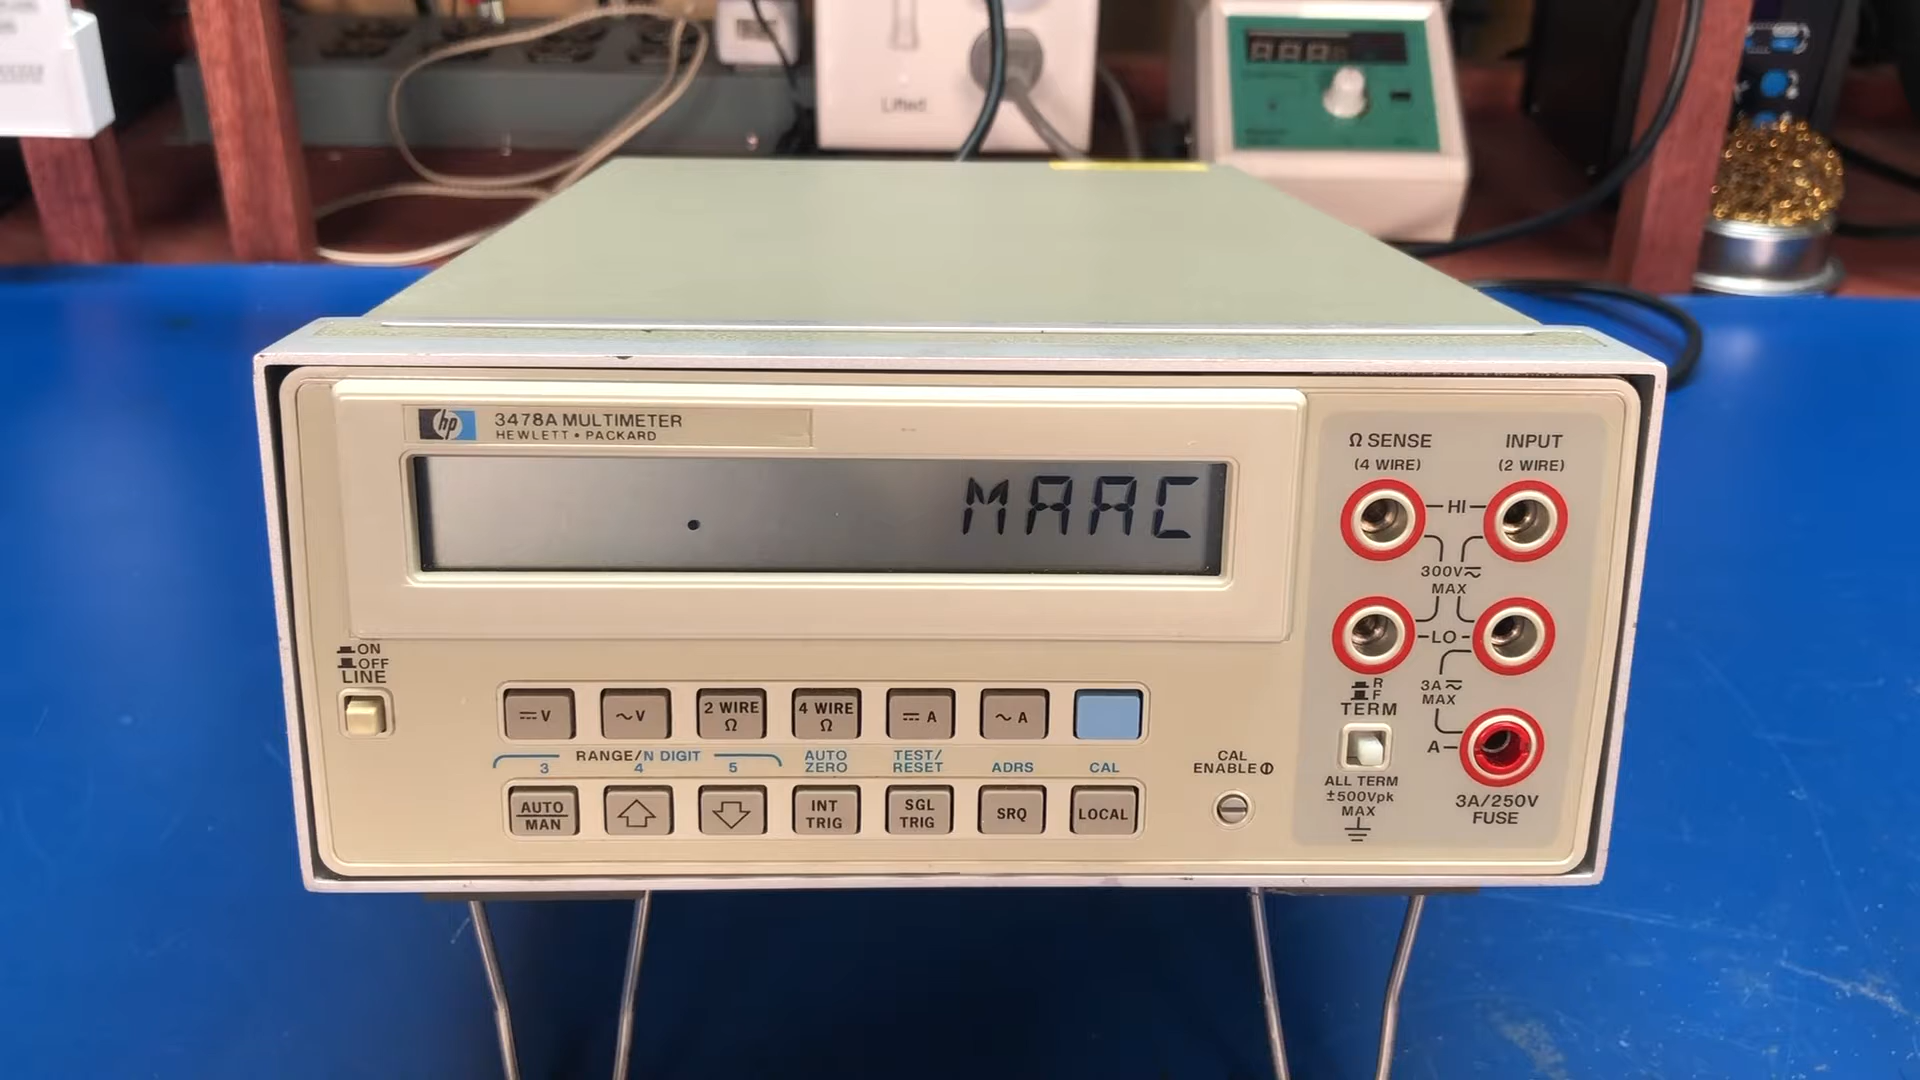 Lifted
hp 3478A MULTIMETER
HEWLETT • PACKARD
. MAAC
ON
OFF
LINE
⎓ V
~ V
2 WIRE
Ω
4 WIRE
Ω
⎓ A
~ A
RANGE/N DIGIT
3
4
5
AUTO
ZERO
TEST/
RESET
ADRS
CAL
AUTO
MAN
INT
TRIG
SGL
TRIG
SRQ
LOCAL
CAL
ENABLE
Ω SENSE
(4 WIRE)
INPUT
(2 WIRE)
HI
300V
MAX
LO
3A
MAX
R
F
TERM
A
ALL TERM
±500Vpk
MAX
3A/250V
FUSE